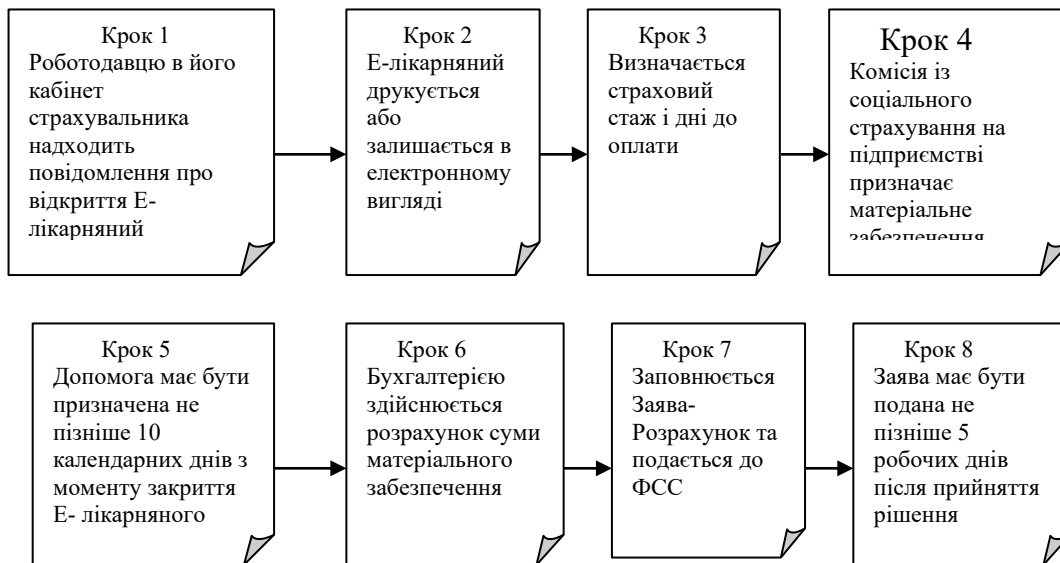 Крок 1
Роботодавцю в його
кабінет
страхувальника
надходить
повідомлення про
відкриття Е-
лікарняний
Крок 2
Е-лікарняний
друкується
або
залишається в
електронному
вигляді
Крок 3
Визначається
страховий
стаж і дні до
оплати
Крок 4
Комісія із
соціального
страхування на
підприємстві
призначає
матеріальне
забезпечення
Крок 5
Допомога має бути
призначена не
пізніше 10
календарних днів з
моменту закриття
Е- лікарняного
Крок 6
Бухгалтерією
здійснюється
розрахунок суми
матеріального
забезпечення
Крок 7
Заповнюється
Заява-
Розрахунок та
подається до
ФСС
Крок 8
Заява має бути
подана не
пізніше 5
робочих днів
після прийняття
рішення